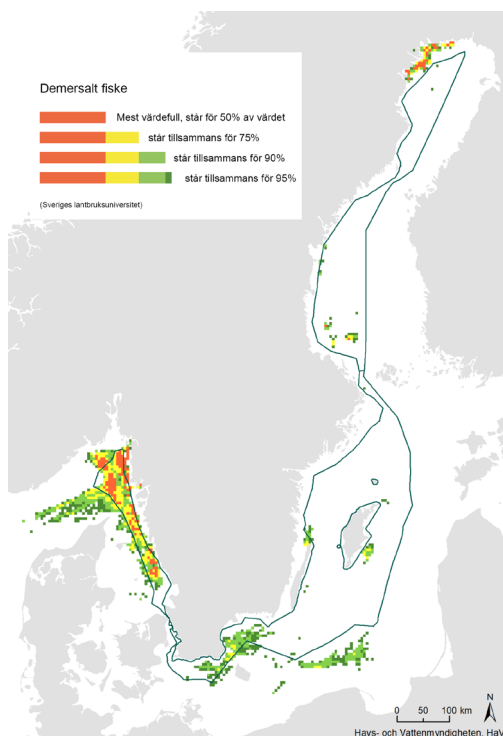 Demersalt fiske
Mest värdefull, står för 50% av värdet
står tillsammans för 75%
står tillsammans för 90%
står tillsammans för 95%
(Sveriges lantbruksuniversitet)
N
0 50 100 km
Havs- och Vattenmyndigheten, HaV